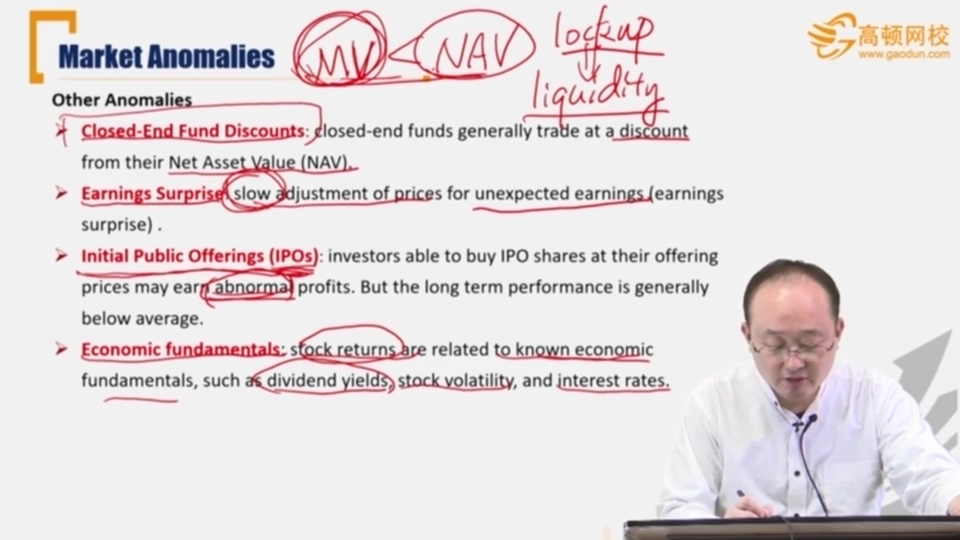 Market Anomalies
MV < NAV
lockup
liquidity
高顿网校
www.gaodun.com
Other Anomalies
➢ Closed-End Fund Discounts: closed-end funds generally trade at a discount
from their Net Asset Value (NAV).
➢ Earnings Surprise: slow adjustment of prices for unexpected earnings (earnings
surprise) .
➢ Initial Public Offerings (IPOs): investors able to buy IPO shares at their offering
prices may earn abnormal profits. But the long term performance is generally
below average.
➢ Economic fundamentals: stock returns are related to known economic
fundamentals, such as dividend yields, stock volatility, and interest rates.